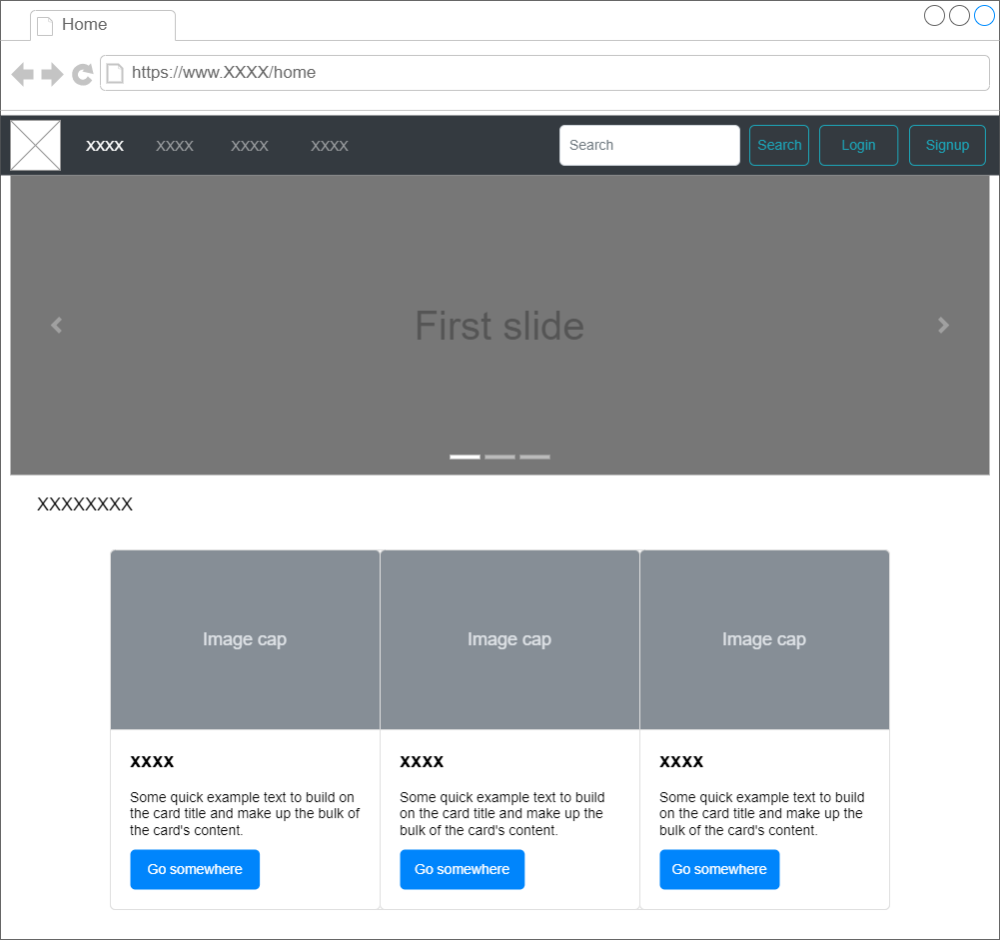 Home
https://www.XXXX/home
XXXX XXXX XXXX XXXX Search Search Login Signup
First slide
XXXXXXXX
Image cap Image cap Image cap
XXXX XXXX XXXX
Some quick example text to build on
the card title and make up the bulk of
the card's content.
Go somewhere
Some quick example text to build
on the card title and make up the
bulk of the card's content.
Go somewhere
Some quick example text to build
on the card title and make up the
bulk of the card's content.
Go somewhere